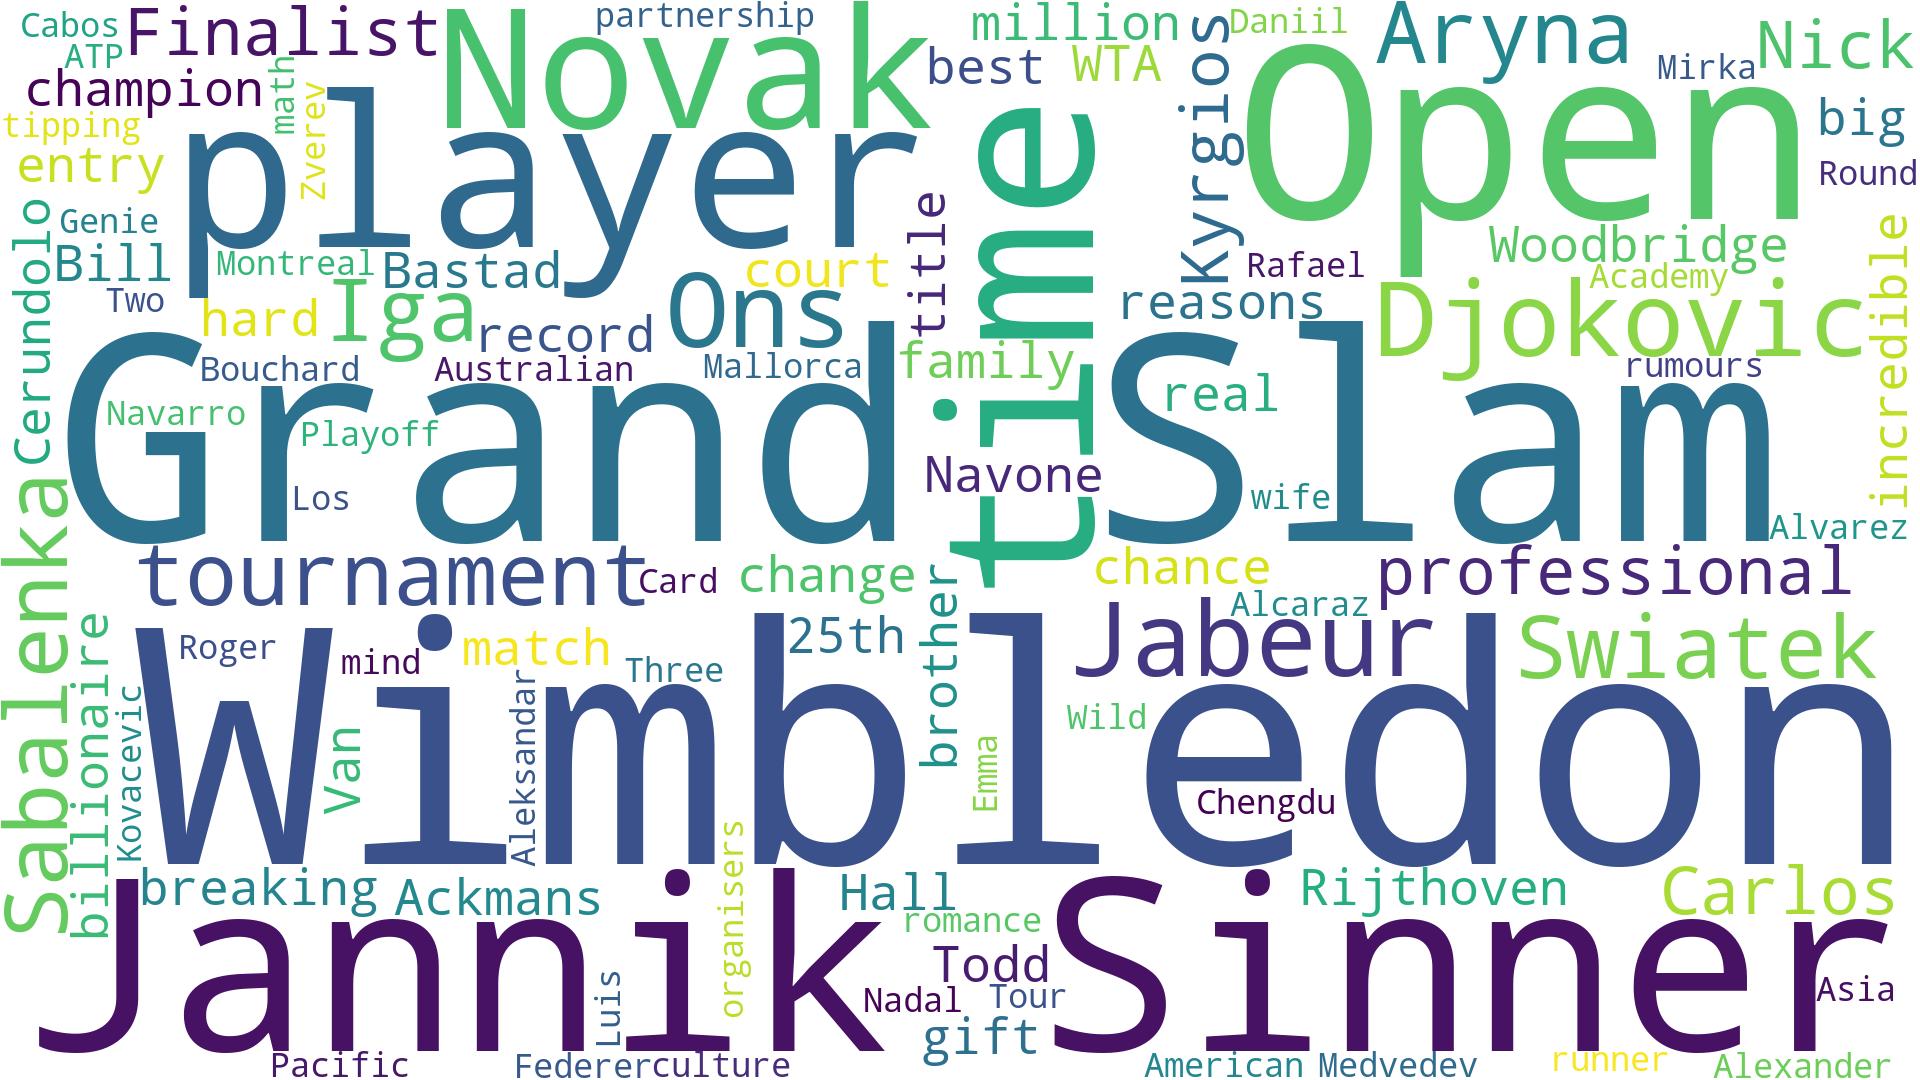 Cabos
ATP
Finalist
champion
tipping
entry
math
Zverev
Novak
partnership
million
best
WTA
Kyrgios
Daniil
Aryna
Mirka
Nick
big
Round
player
Open
time
title
Genie
Bill
Cerundolo
Montreal
Bastad
court
Two
hard
Iga
record
Ons
Rafael
reasons
Woodbridge
Academy
Djokovic
incredible
Bouchard
Australian
Mallorca
family
real
rumours
Navarro
Playoff
Grand
Slam
Los
Navone
wife
Alvarez
Sabalenka
tournament
Card
change
chance
professional
billionaire
Kovacevic
Roger
mind
match
Three
25th
brother
Alcaraz
Jabeur
Swiatek
Van
Aleksandar
Wild
Emma
Wimbledon
Chengdu
breaking
Ackmans
organisers
Hall
romance
Rijthoven
Carlos
Jannik
Sinner
Todd
Nadal
Tour
Asia
Luis
gift
Pacific
Federer
culture
American
Medvedev
runner
Alexander